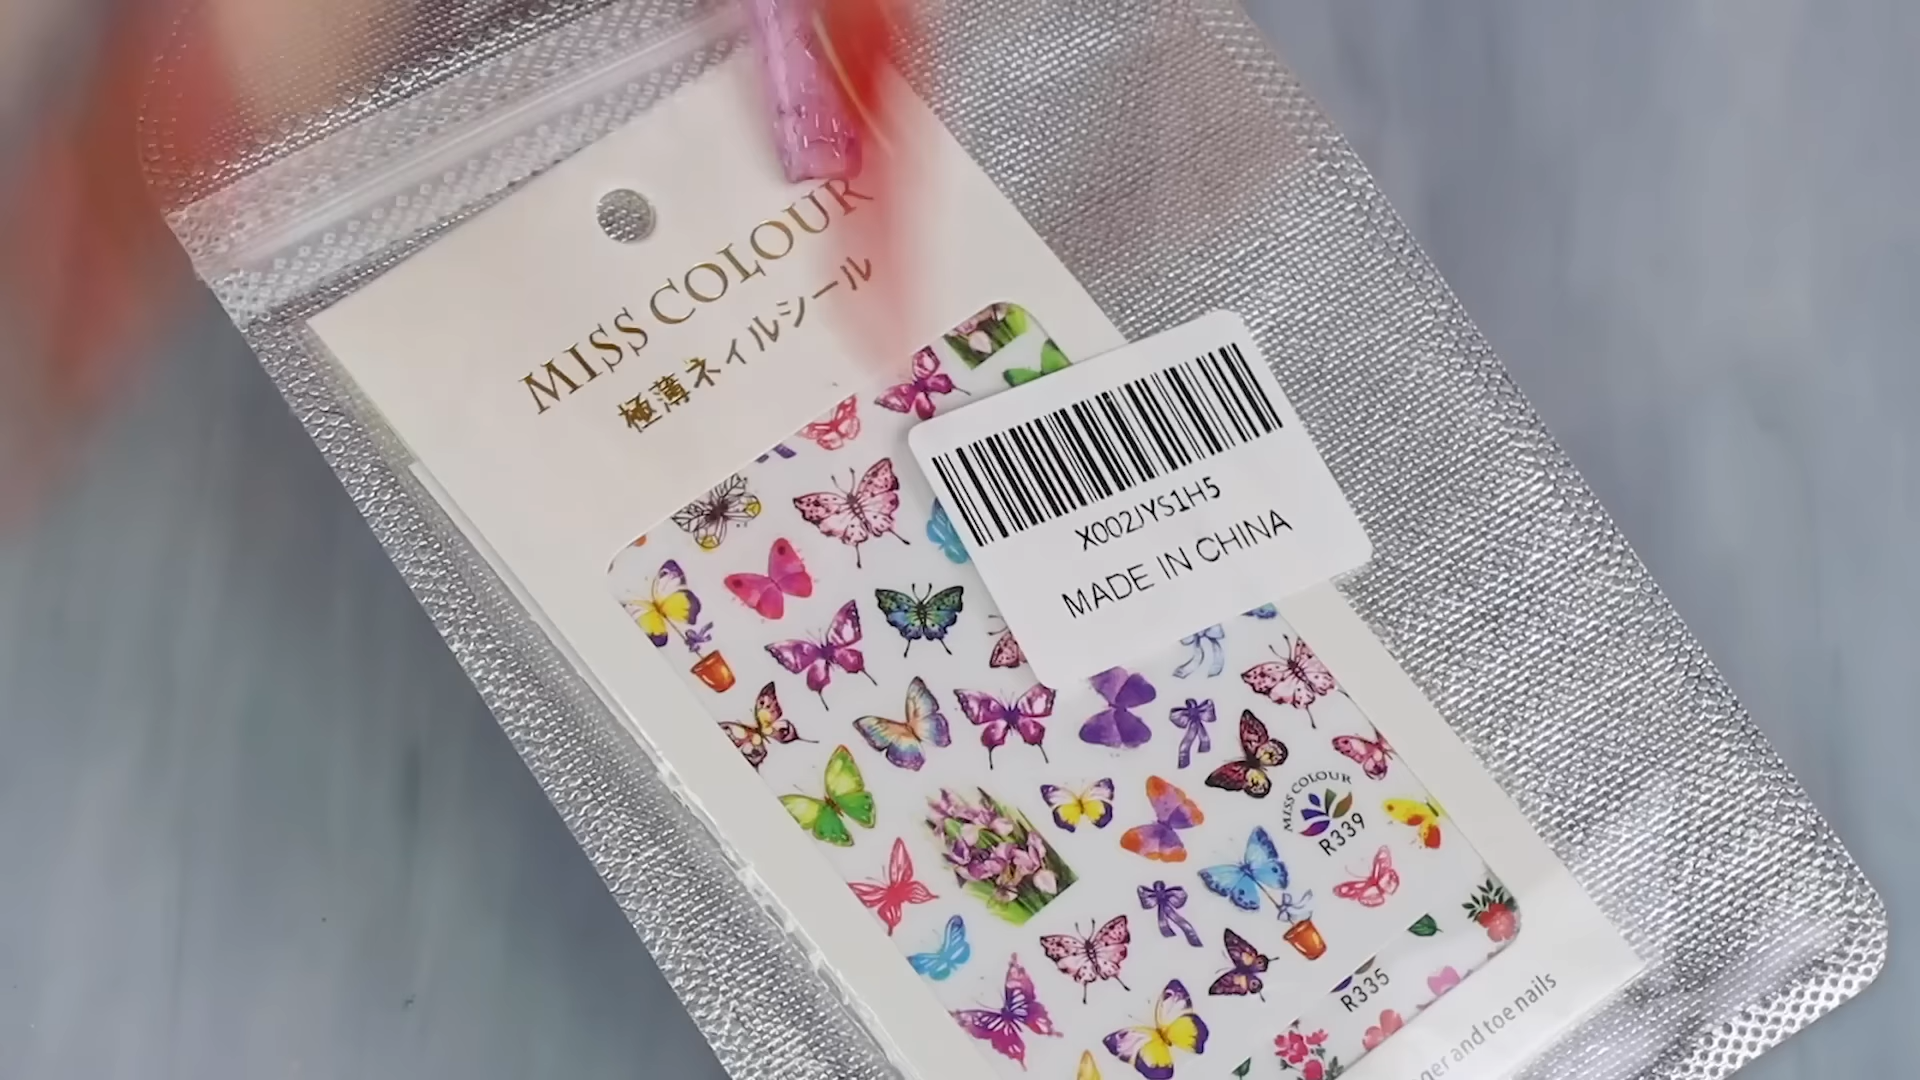 MISS COLOUR
極薄ネイルシール
X002JYS1H5
MADE IN CHINA
MISS COLOUR
R339
R335
and toe nails